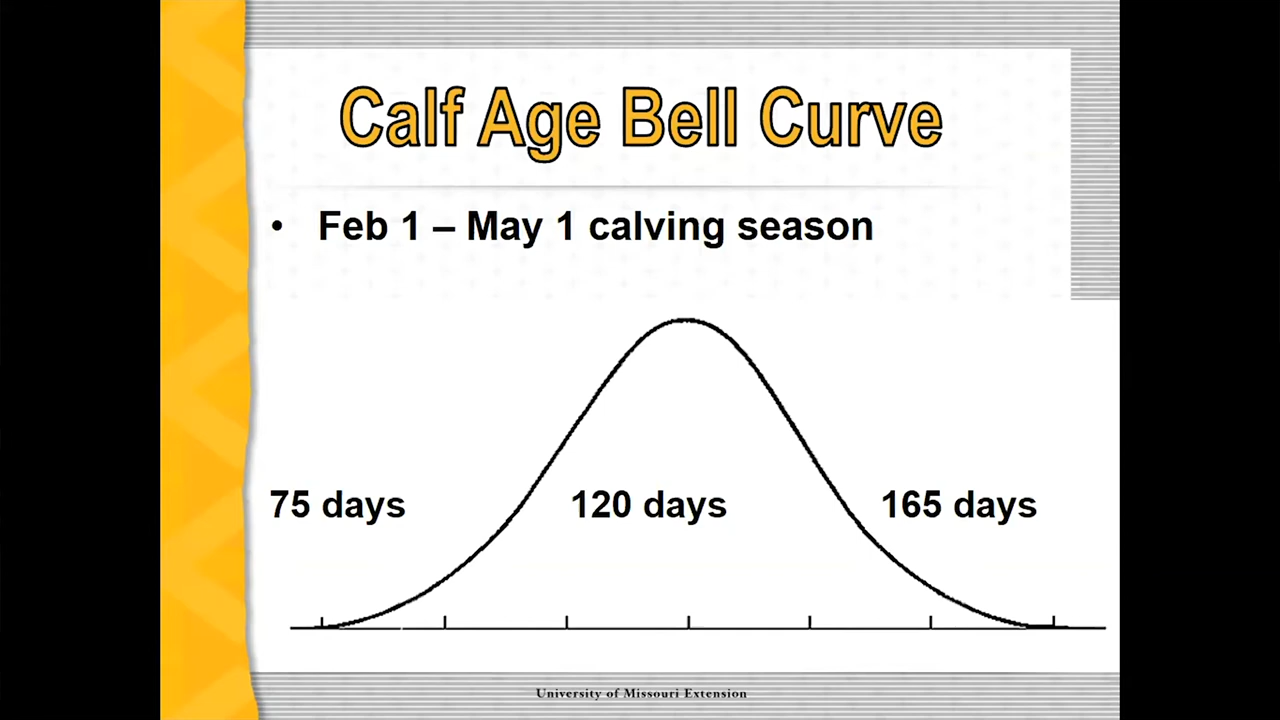 Calf Age Bell Curve
• Feb 1 – May 1 calving season
75 days 120 days 165 days
University of Missouri Extension